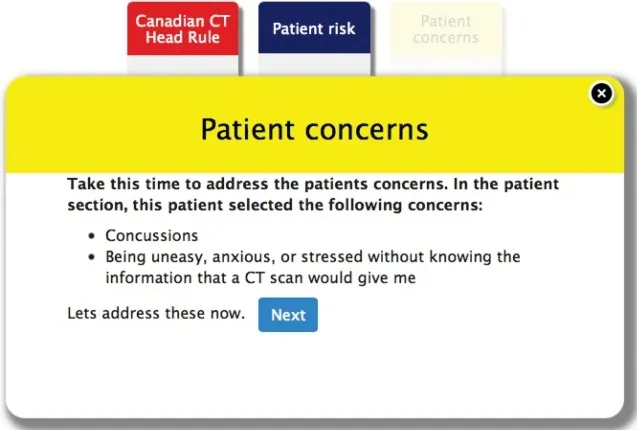 Canadian CT
Head Rule
Patient risk
Patient
concerns
Patient concerns
Take this time to address the patients concerns. In the patient
section, this patient selected the following concerns:
• Concussions
• Being uneasy, anxious, or stressed without knowing the
information that a CT scan would give me
Lets address these now. Next